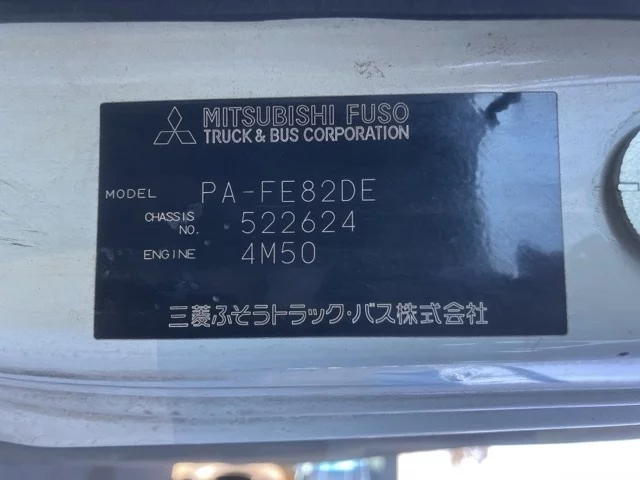 MITSUBISHI FUSO
TRUCK & BUS CORPORATION
MODEL PA-FE82DE
CHASSIS NO. 522624
ENGINE 4M50
三菱ふそうトラック・バス株式会社